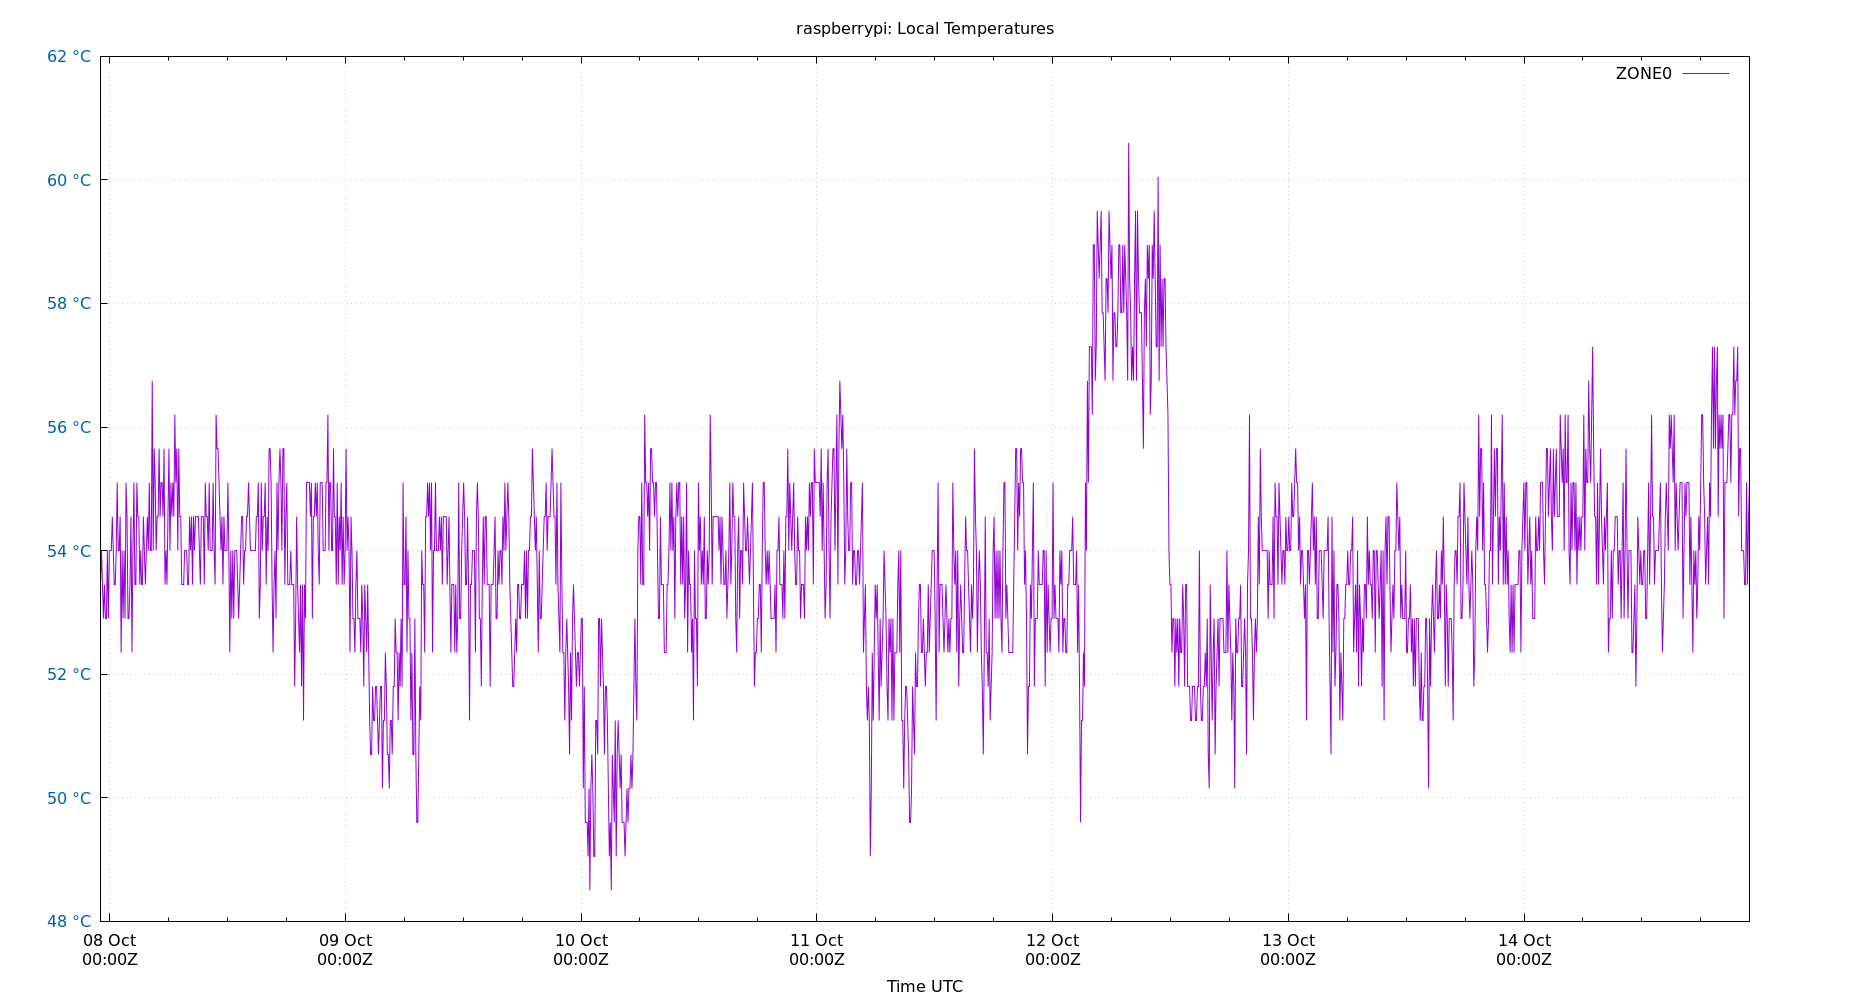 raspberrypi: Local Temperatures
62 °C
ZONE0
60 °C
58 °C
56 °C
54 °C
52 °C
50 °C
48 °C
08 Oct 09 Oct 10 Oct 11 Oct 12 Oct 13 Oct 14 Oct
00:00Z 00:00Z 00:00Z 00:00Z 00:00Z 00:00Z 00:00Z
Time UTC